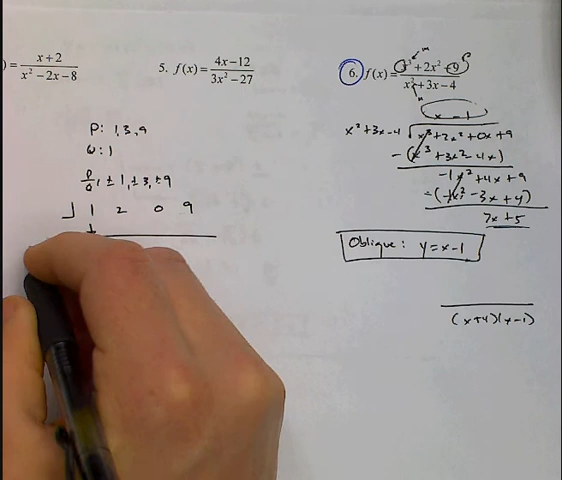 ) = x+2 / x² − 2x − 8
5. f(x) = 4x−12 / 3x² − 27
6. f(x) = x³ + 2x² + 9 / x² + 3x − 4
x − 1
x² + 3x − 4 √ x³ + 2x² + 0x + 9
− (x³ + 3x² − 4x)
−1x² + 4x + 9
− (−1x² − 3x + 4)
7x + 5
Oblique: y = x − 1
(x+4)(x−1)
P: 1, 3, 9
Q: 1
P/Q: ± 1, ± 3, ± 9
1 2 0 9